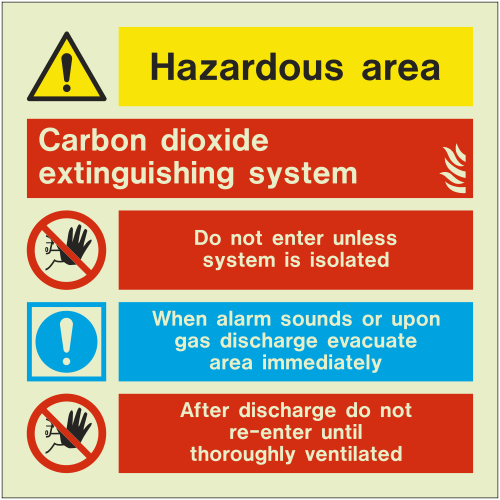 Hazardous area
Carbon dioxide
extinguishing system
Do not enter unless
system is isolated
When alarm sounds or upon
gas discharge evacuate
area immediately
After discharge do not
re-enter until
thoroughly ventilated